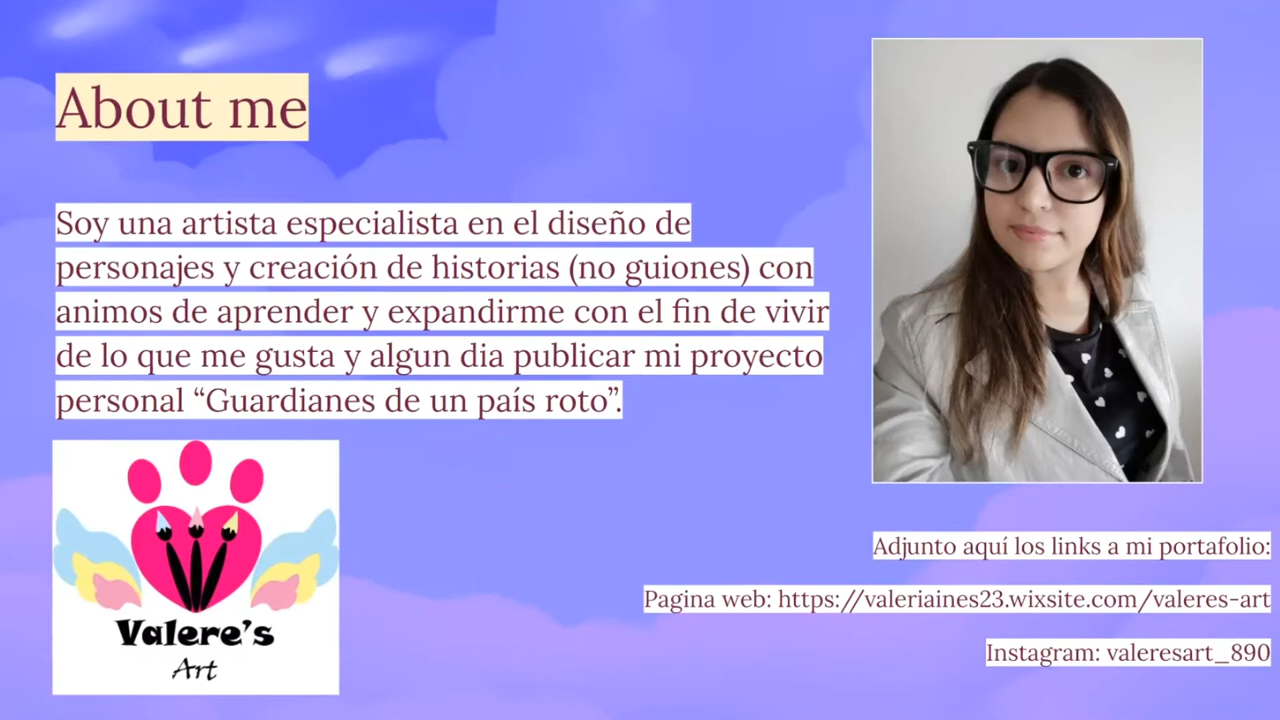 About me
Soy una artista especialista en el diseño de
personajes y creación de historias (no guiones) con
animos de aprender y expandirme con el fin de vivir
de lo que me gusta y algun dia publicar mi proyecto
personal “Guardianes de un país roto”.
Valere's
Art
Adjunto aquí los links a mi portafolio:
Pagina web: https://valeriaines23.wixsite.com/valeres-art
Instagram: valeresart_890